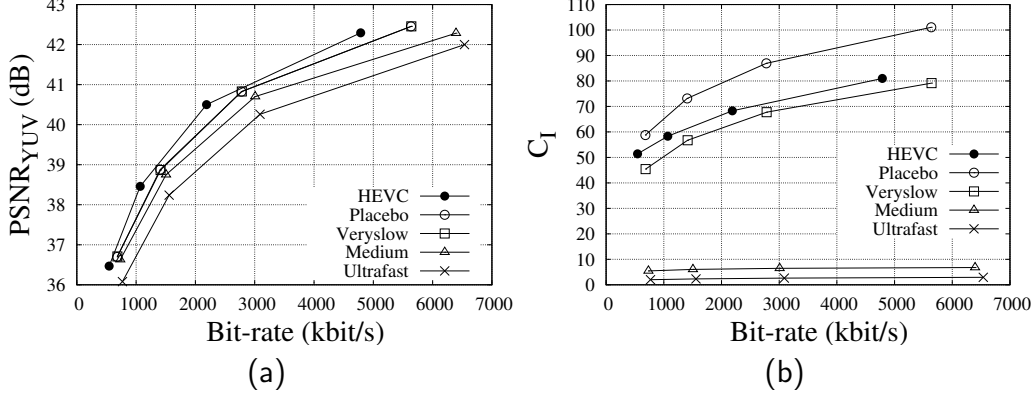 43
42
41
40
39
38
37
36
PSNR_YUV (dB)
HEVC
Placebo
Veryslow
Medium
Ultrafast
0 1000 2000 3000 4000 5000 6000 7000
Bit-rate (kbit/s)
(a)
110
100
90
80
70
60
50
40
30
20
10
0
C_I
HEVC
Placebo
Veryslow
Medium
Ultrafast
0 1000 2000 3000 4000 5000 6000 7000
Bit-rate (kbit/s)
(b)